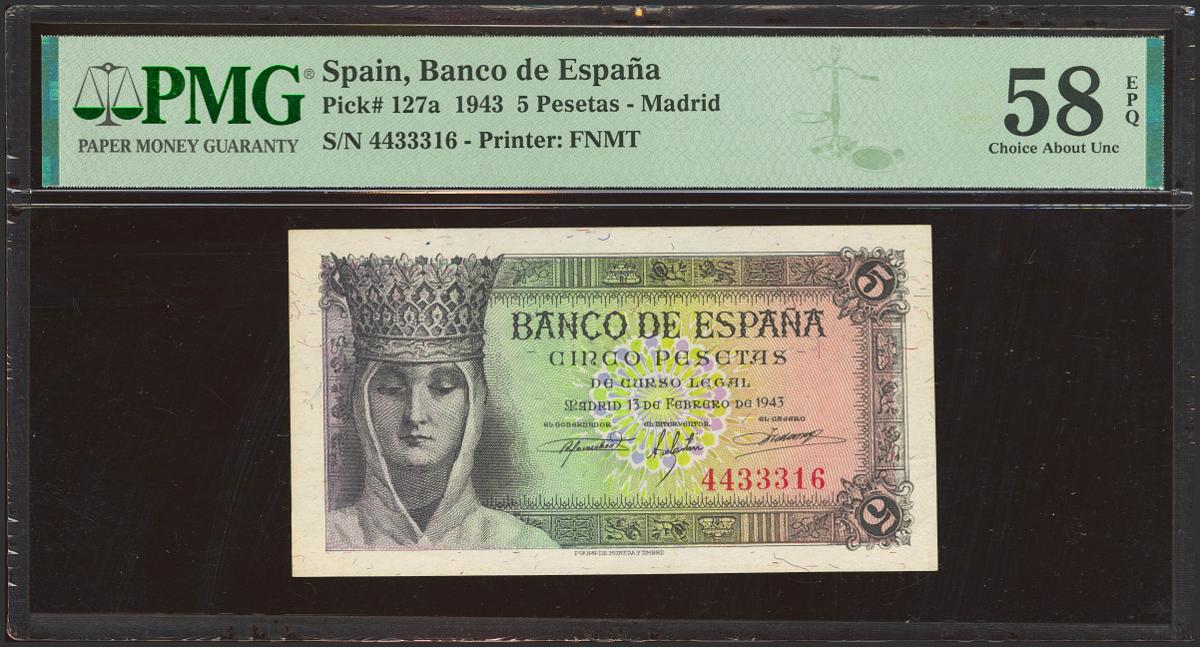 PMG®
PAPER MONEY GUARANTY
Spain, Banco de España
Pick# 127a 1943 5 Pesetas - Madrid
S/N 4433316 - Printer: FNMT
58
EPQ
Choice About Unc
5
BANCO DE ESPAÑA
CINCO PESETAS
DE CURSO LEGAL
MADRID 13 DE FEBRERO DE 1943
EL GOBERNADOR EL INTERVENTOR EL CAJERO
4433316
5